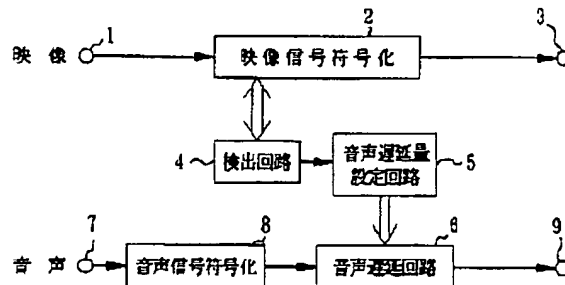 2
3
映像 1 映像信号符号化
4 検出回路 音声遅延量
設定回路 5
7 8 6 9
音声 音声信号符号化 音声遅延回路